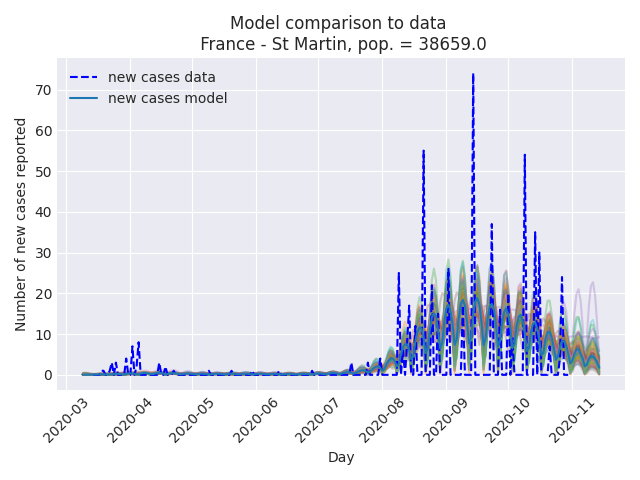 Model comparison to data
France - St Martin, pop. = 38659.0
new cases data
new cases model
Number of new cases reported
70
60
50
40
30
20
10
0
2020-03
2020-04
2020-05
2020-06
2020-07
2020-08
2020-09
2020-10
2020-11
Day